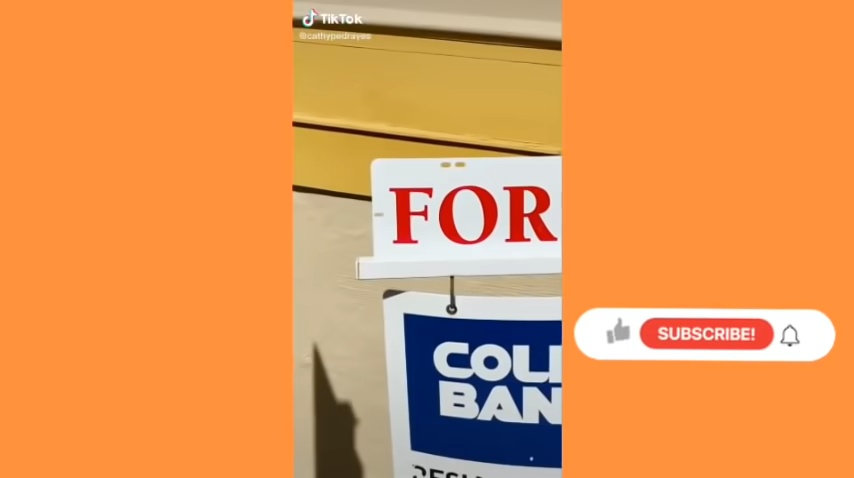 TikTok
@cathypedrayes
FOR
SUBSCRIBE!
COL
BAN